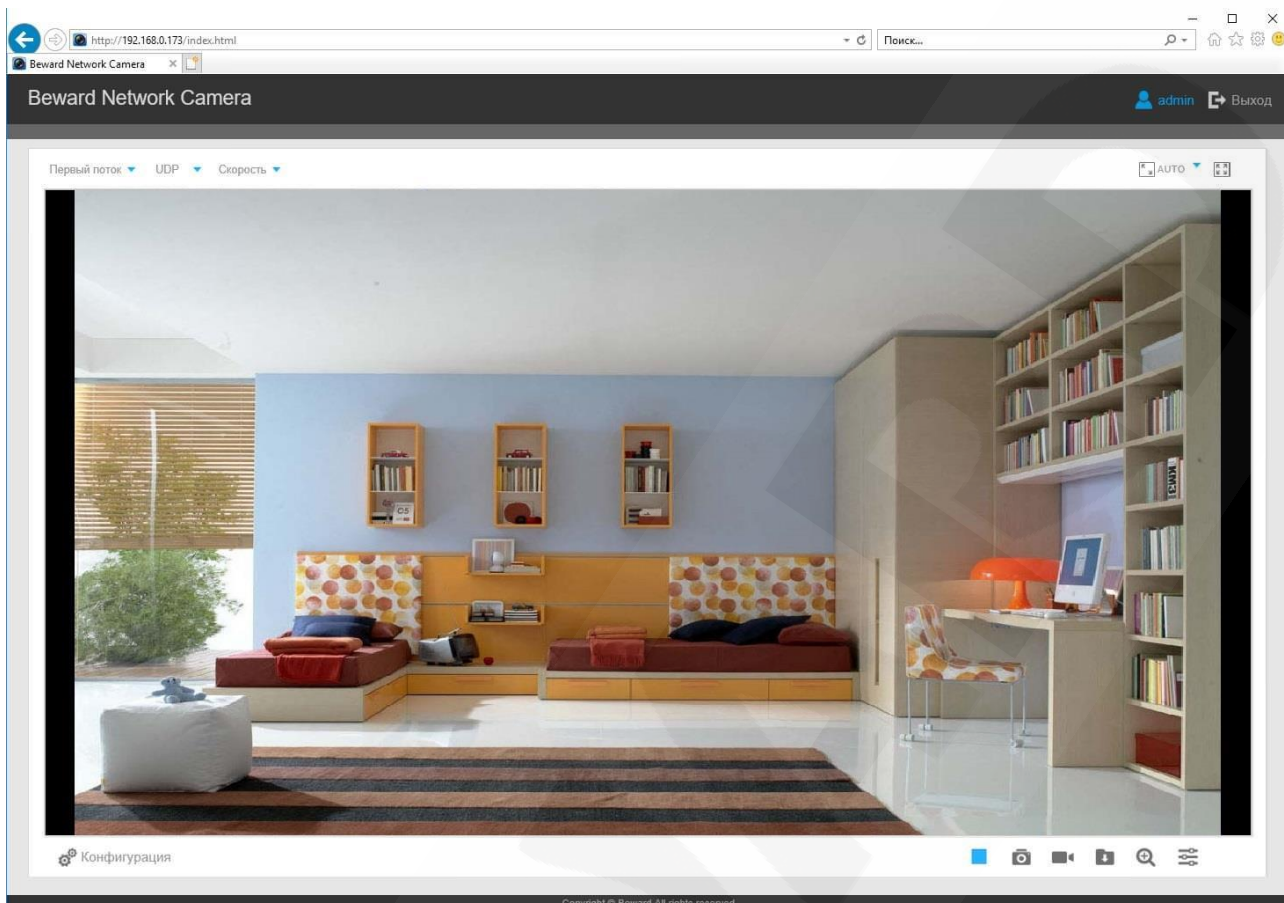 http://192.168.0.173/index.html
Поиск...
Beward Network Camera
Beward Network Camera
admin
Выход
Первый поток
UDP
Скорость
AUTO
05
Конфигурация
Copyright © Beward All rights reserved